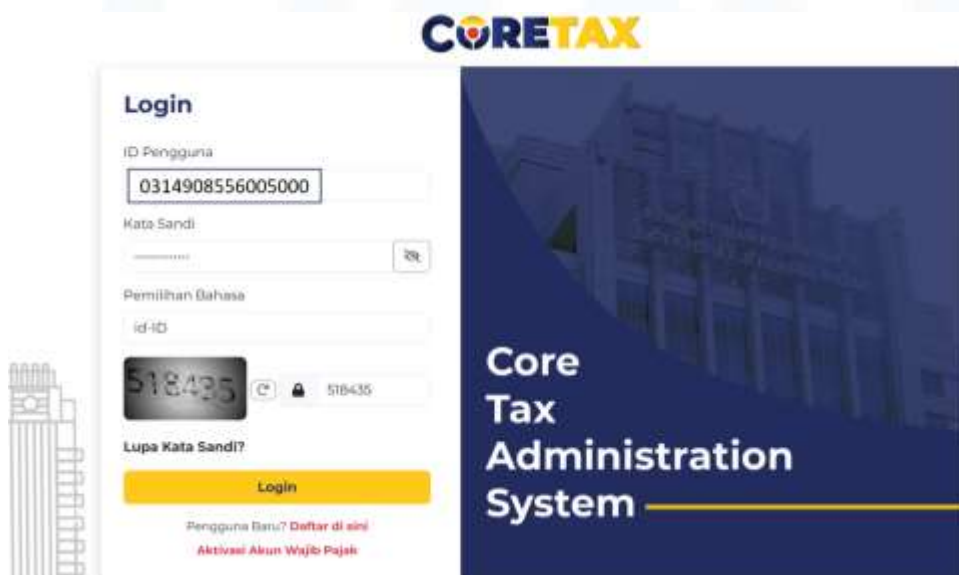 CORETAX
Login
ID Pengguna
0314908556005000
Kata Sandi
Pemilihan Bahasa
id-ID
518435
518435
Lupa Kata Sandi?
Login
Pengguna Baru? Daftar di sini
Aktivasi Akun Wajib Pajak
Core
Tax
Administration
System